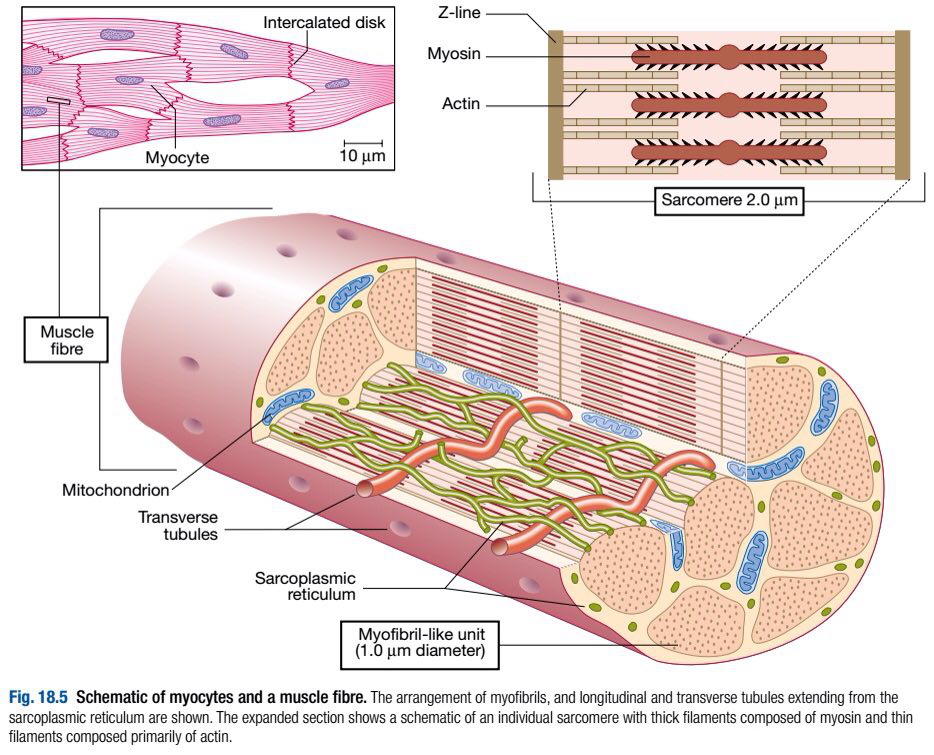 Intercalated disk
Myocyte
10 μm
Z-line
Myosin
Actin
Sarcomere 2.0 μm
Muscle
fibre
Mitochondrion
Transverse
tubules
Sarcoplasmic
reticulum
Myofibril-like unit
(1.0 μm diameter)
Fig. 18.5 Schematic of myocytes and a muscle fibre. The arrangement of myofibrils, and longitudinal and transverse tubules extending from the
sarcoplasmic reticulum are shown. The expanded section shows a schematic of an individual sarcomere with thick filaments composed of myosin and thin
filaments composed primarily of actin.